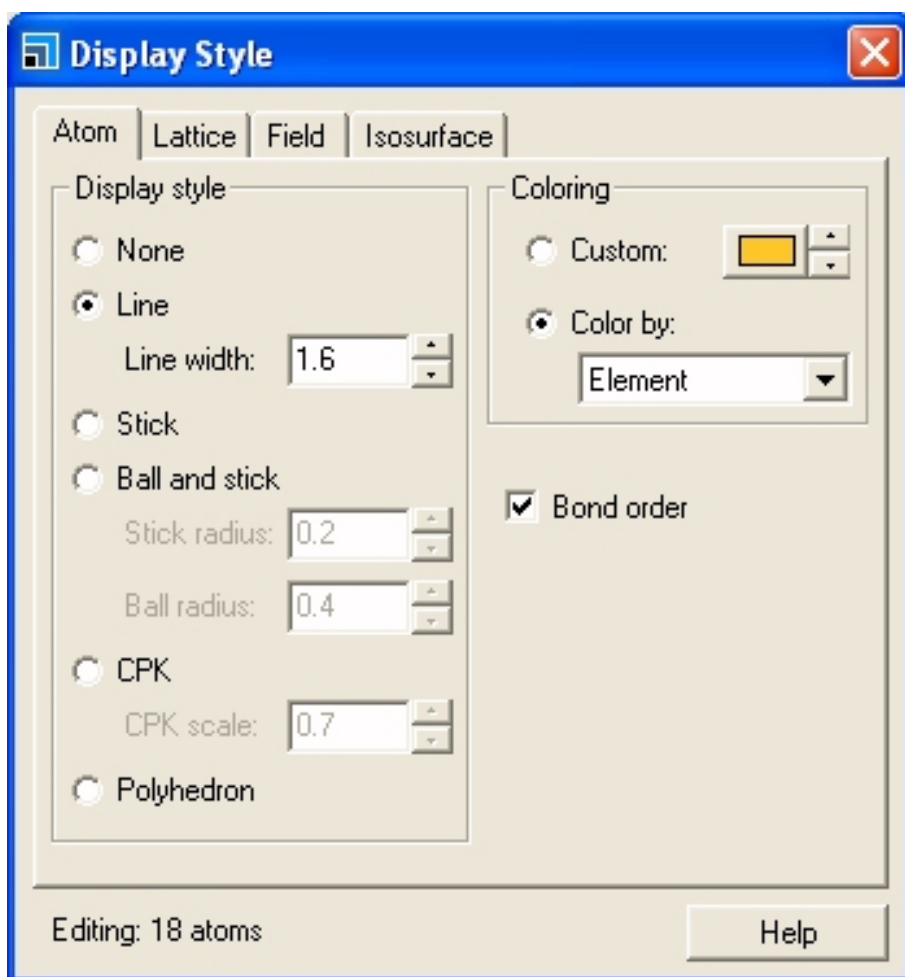 Display Style
Atom
Lattice
Field
Isosurface
Display style
None
Line
Line width: 1.6
Stick
Ball and stick
Stick radius: 0.2
Ball radius: 0.4
CPK
CPK scale: 0.7
Polyhedron
Coloring
Custom:
Color by:
Element
Bond order
Editing: 18 atoms
Help